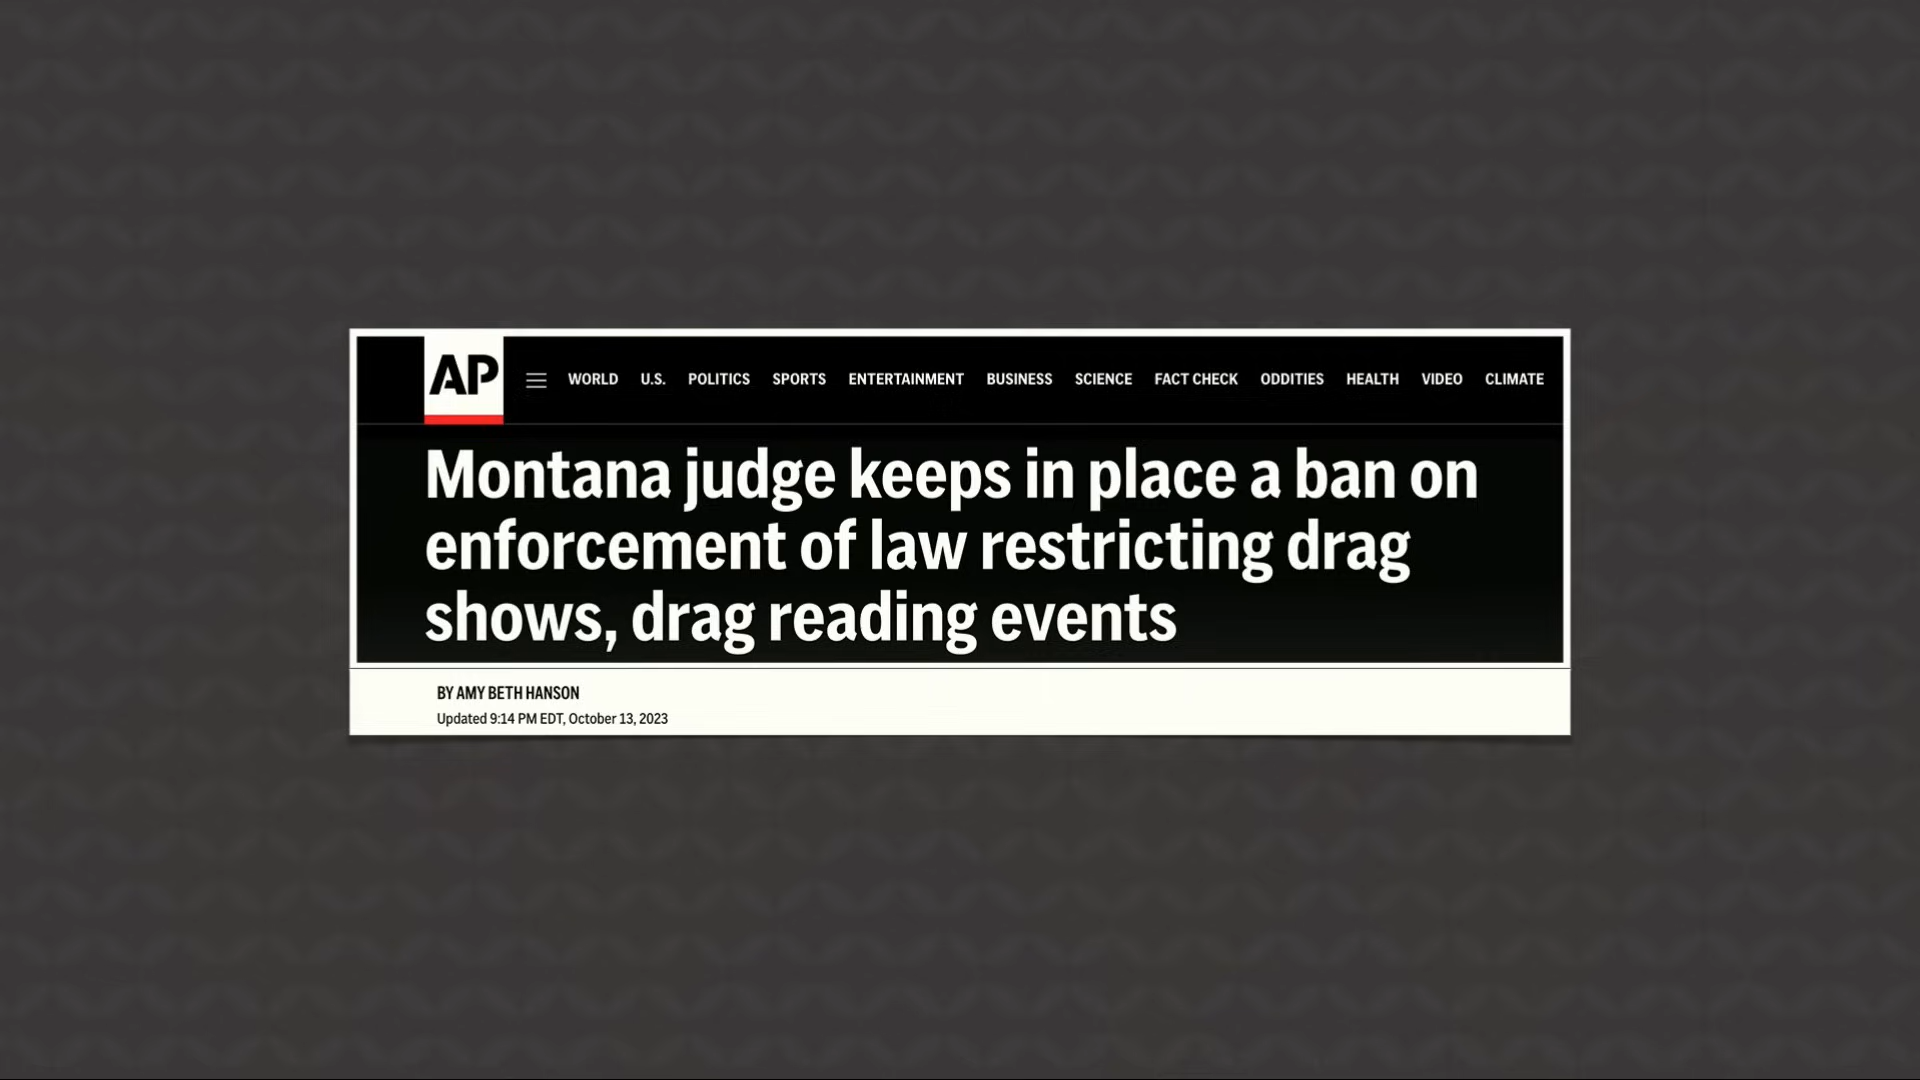 AP
WORLD U.S. POLITICS SPORTS ENTERTAINMENT BUSINESS SCIENCE FACT CHECK ODDITIES HEALTH VIDEO CLIMATE
Montana judge keeps in place a ban on
enforcement of law restricting drag
shows, drag reading events
BY AMY BETH HANSON
Updated 9:14 PM EDT, October 13, 2023